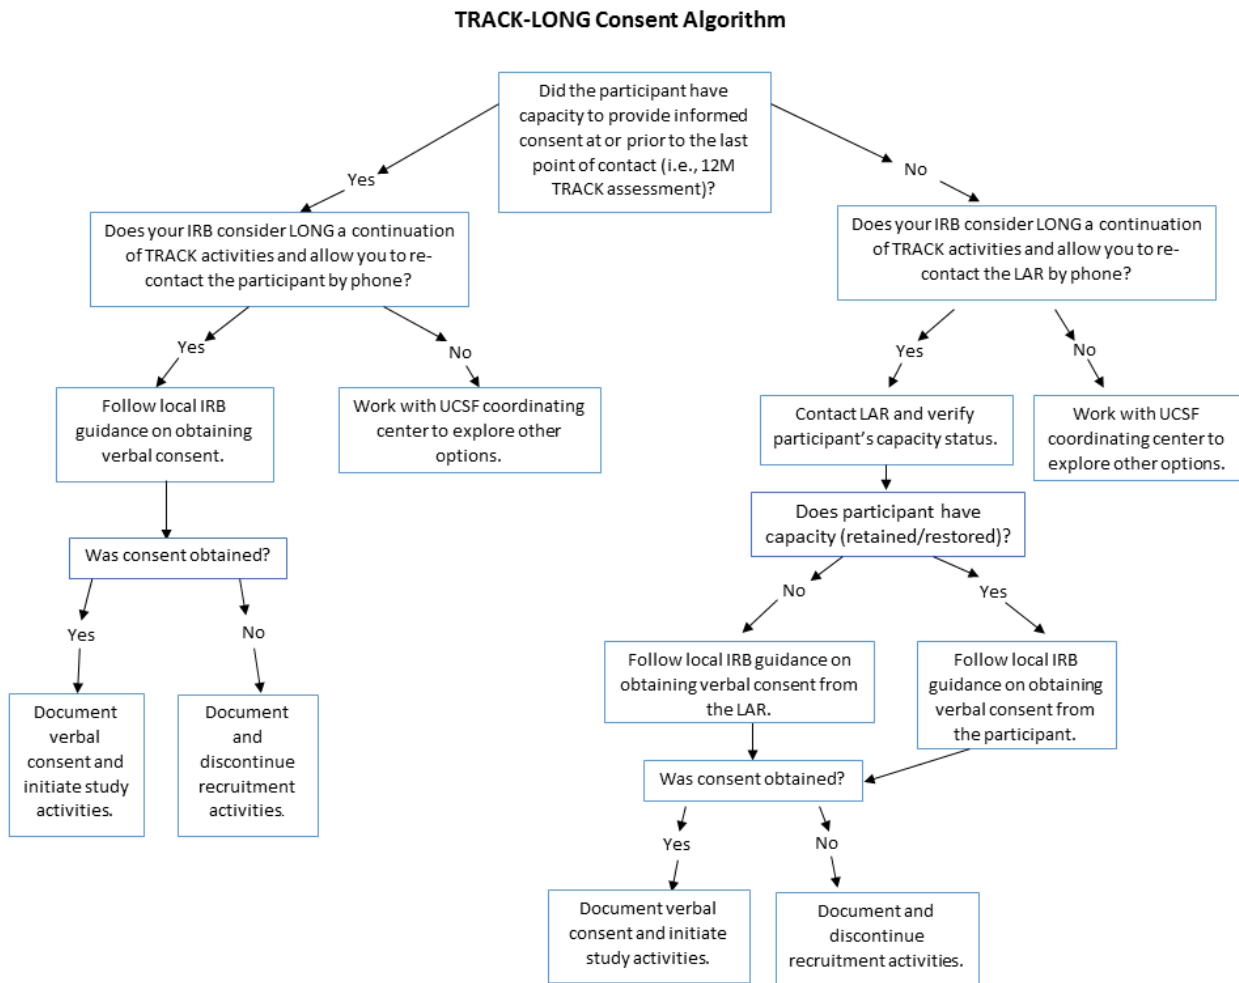 TRACK-LONG Consent Algorithm
Did the participant have
capacity to provide informed
consent at or prior to the last
point of contact (i.e., 12M
TRACK assessment)?
Yes
No
Does your IRB consider LONG a continuation
of TRACK activities and allow you to re-
contact the participant by phone?
Does your IRB consider LONG a
continuation of TRACK
activities and allow you to re-contact
the LAR by phone?
Yes
No
Yes
No
Follow local IRB
guidance on obtaining
verbal consent.
Work with UCSF coordinating
center to explore other
options.
Contact LAR and verify
participant's capacity status.
Work with UCSF
coordinating center to
explore other options.
Does participant have
capacity (retained/restored)?
Was consent obtained?
No
Yes
Yes
No
Follow local IRB guidance on
obtaining verbal consent from
the LAR.
Follow local IRB
guidance on obtaining
verbal consent from
the participant.
Document
verbal
consent and
initiate study
activities.
Document
and
discontinue
recruitment
activities.
Was consent obtained?
Yes
No
Document verbal
consent and initiate
study activities.
Document and
discontinue
recruitment activities.